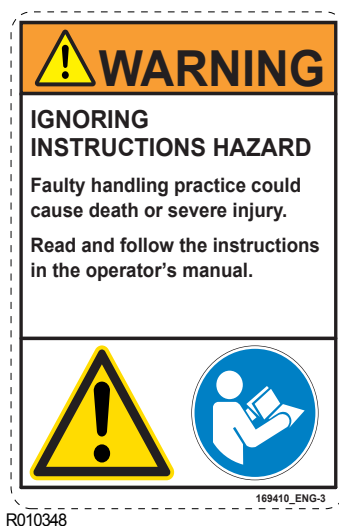 WARNING
IGNORING
INSTRUCTIONS HAZARD
Faulty handling practice could
cause death or severe injury.
Read and follow the instructions
in the operator’s manual.
169410_ENG-3
R010348